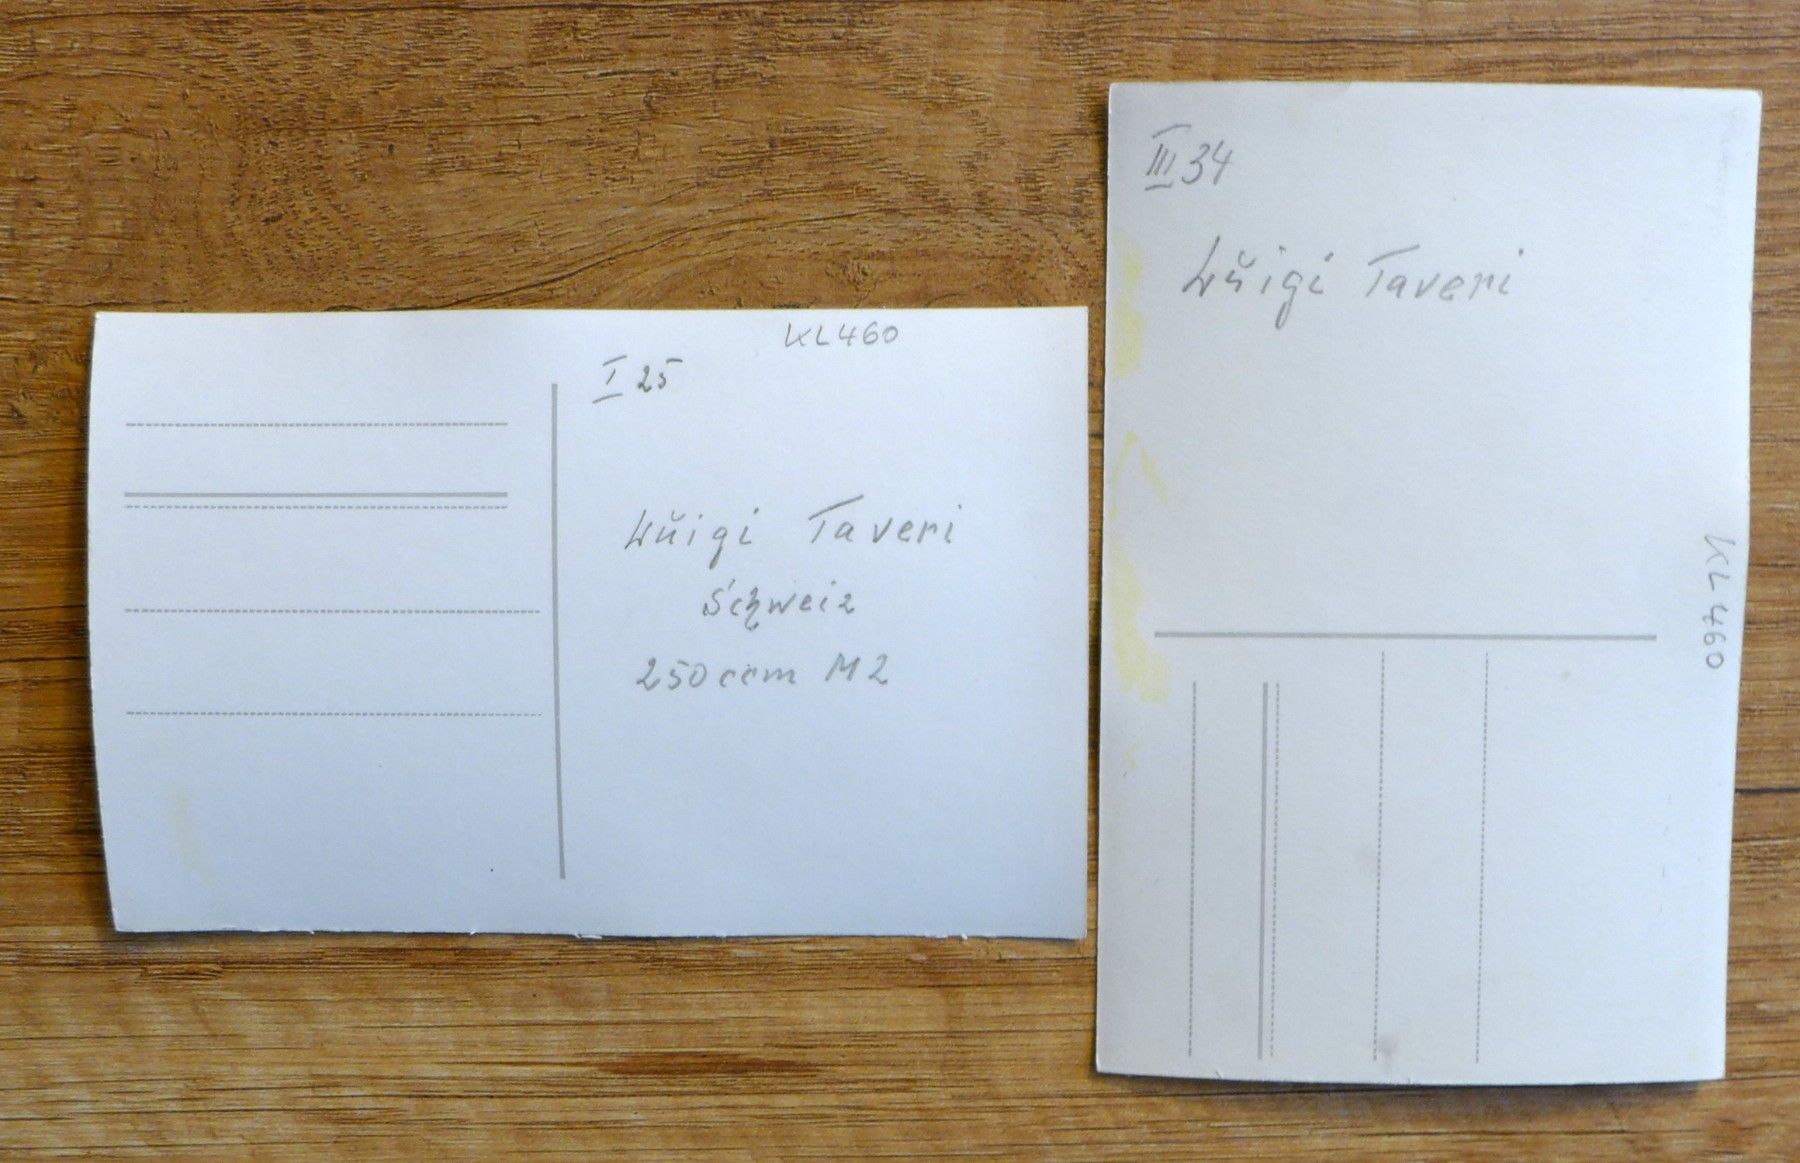 KL460
I 25
Luigi Taveri
Schweiz
250 ccm M2
III 34
Luigi Taveri
KL460